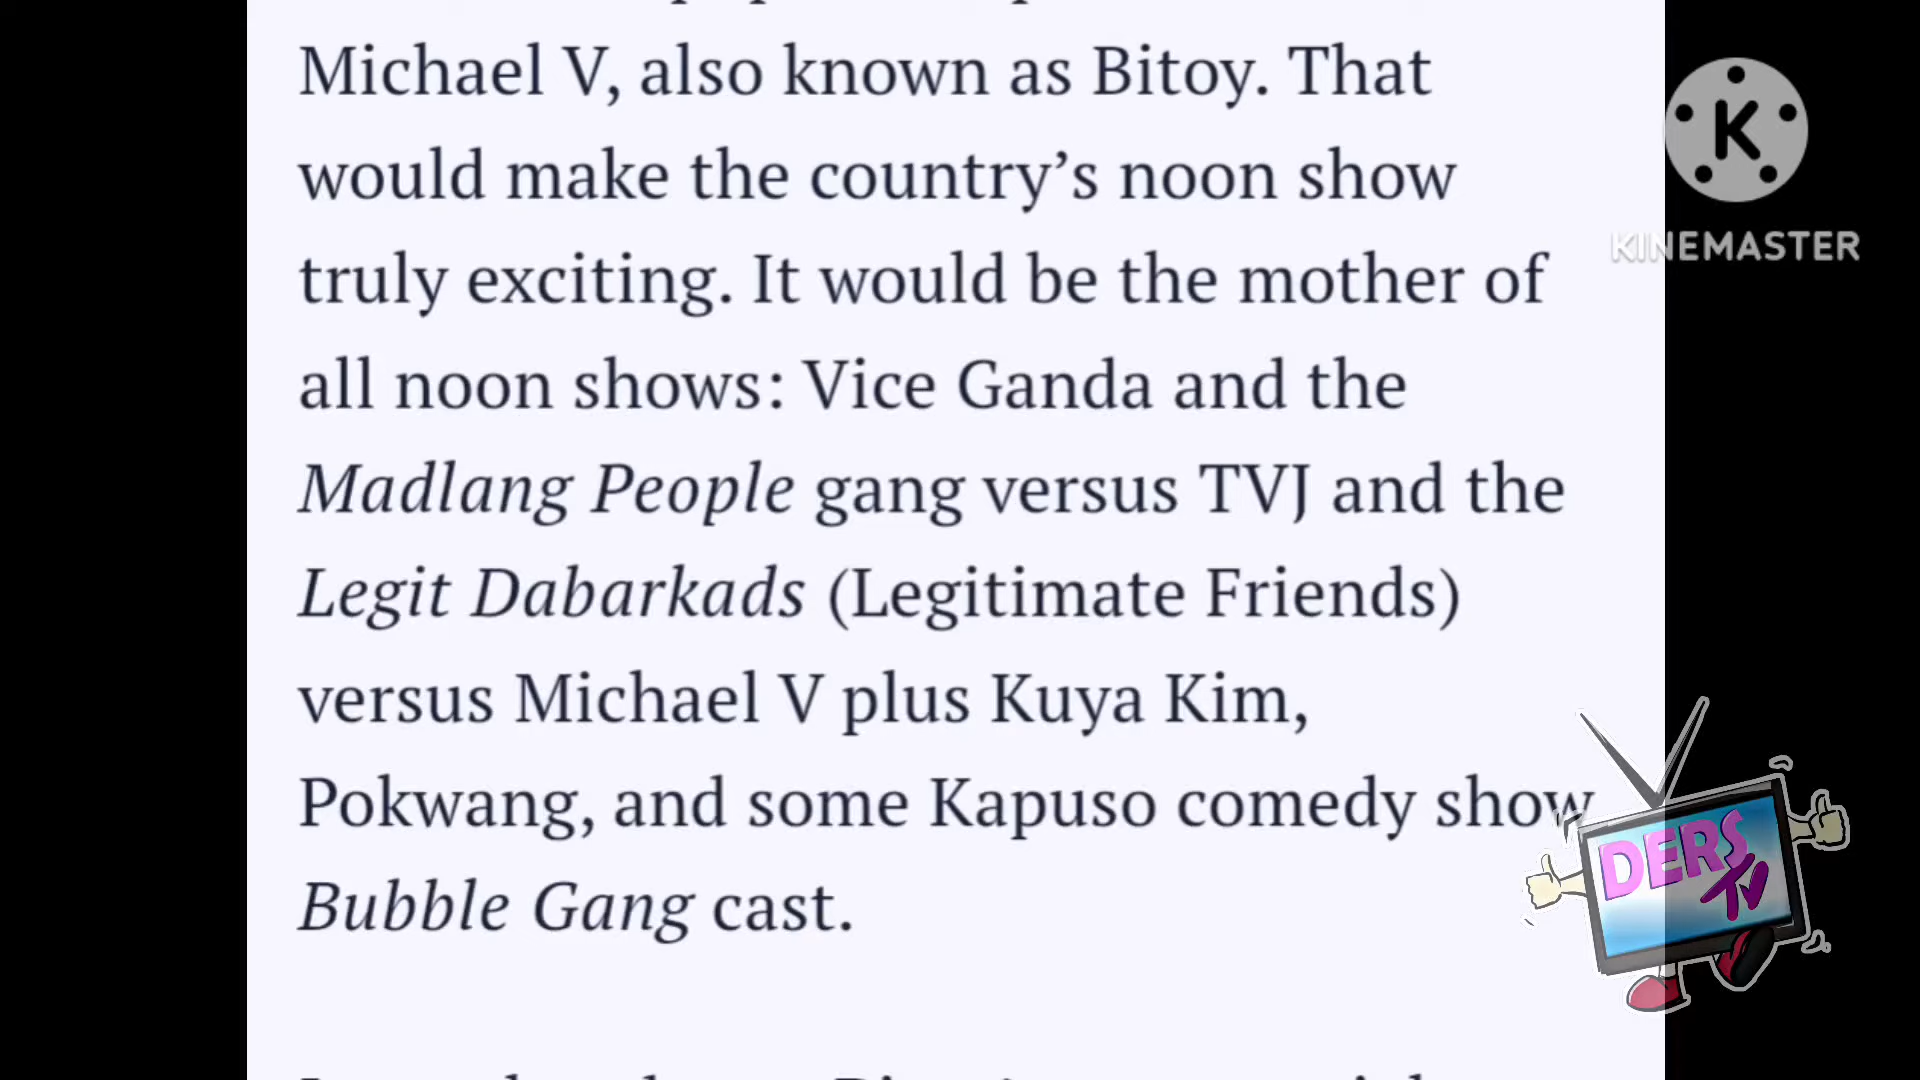 Michael V, also known as Bitoy. That
would make the country’s noon show
truly exciting. It would be the mother of
all noon shows: Vice Ganda and the
Madlang People gang versus TVJ and the
Legit Dabarkads (Legitimate Friends)
versus Michael V plus Kuya Kim,
Pokwang, and some Kapuso comedy show
Bubble Gang cast.
K
KINEMASTER
DERS
TV